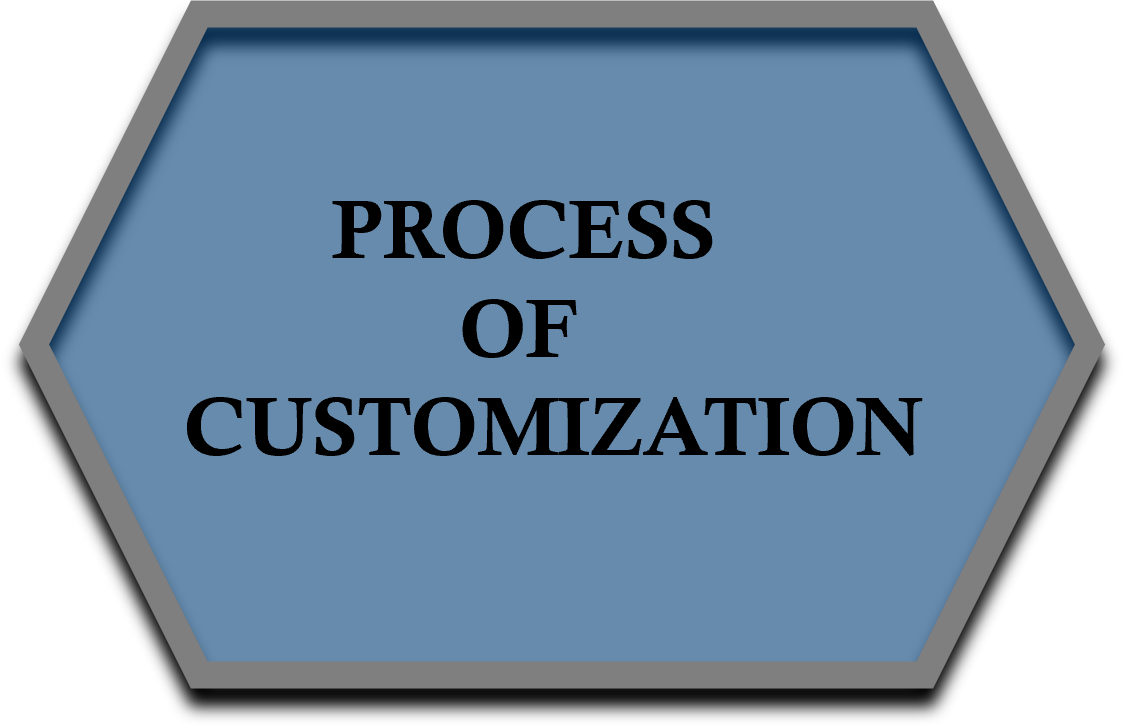 PROCESS
OF
CUSTOMIZATION